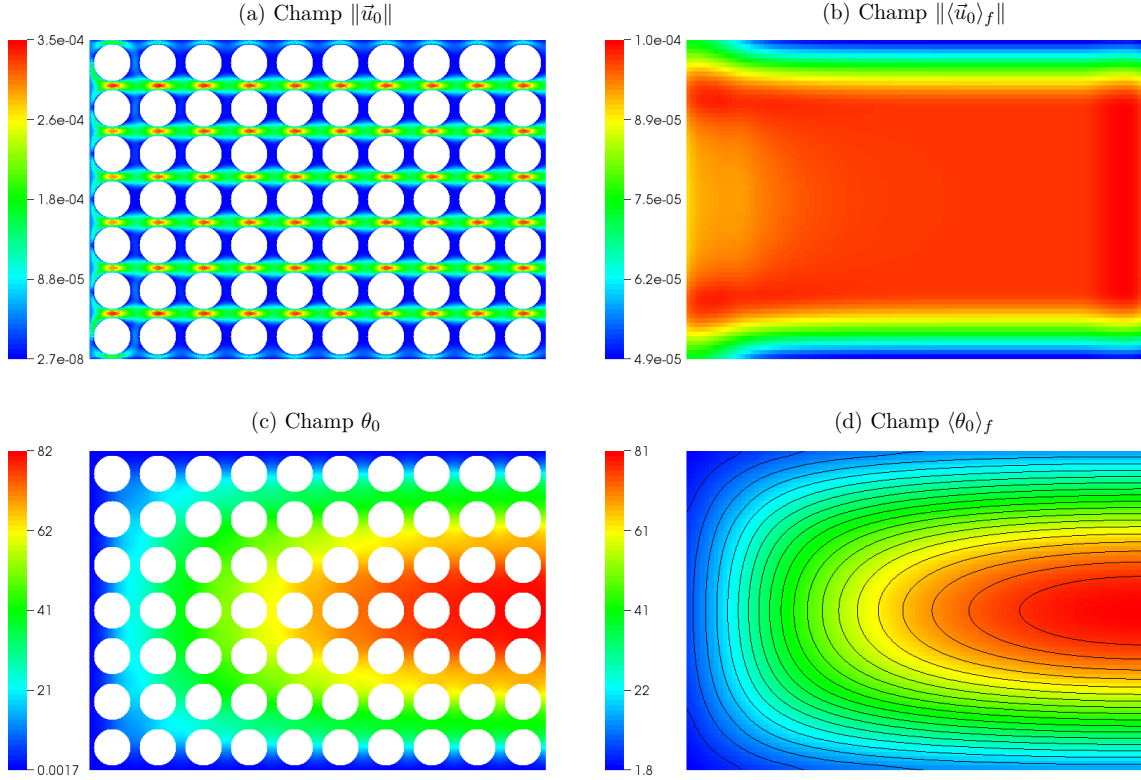 (a) Champ ‖u⃗₀‖
3.5e-04
2.6e-04
1.8e-04
8.8e-05
2.7e-08
(b) Champ ‖⟨u⃗₀⟩f‖
1.0e-04
8.9e-05
7.5e-05
6.2e-05
4.9e-05
(c) Champ θ₀
82
62
41
21
0.0017
(d) Champ ⟨θ₀⟩f
81
61
41
22
1.8